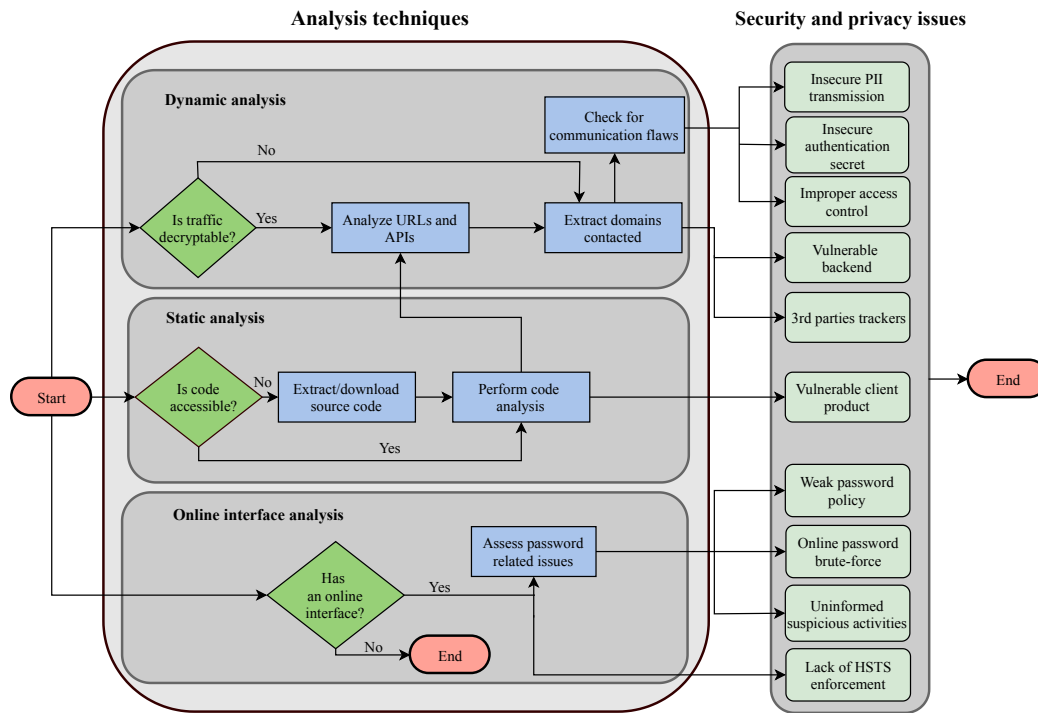 Analysis techniques
Security and privacy issues
Dynamic analysis
Is traffic
decryptable?
No
Yes
Analyze URLs and
APIs
Extract domains
contacted
Check for
communication flaws
Static analysis
Start
Is code
accessible?
No
Yes
Extract/download
source code
Perform code
analysis
Online interface analysis
Has
an online
interface?
Yes
No
End
Assess password
related issues
Insecure PII
transmission
Insecure
authentication
secret
Improper access
control
Vulnerable
backend
3rd parties trackers
Vulnerable client
product
Weak password
policy
Online password
brute-force
Uninformed
suspicious activities
Lack of HSTS
enforcement
End